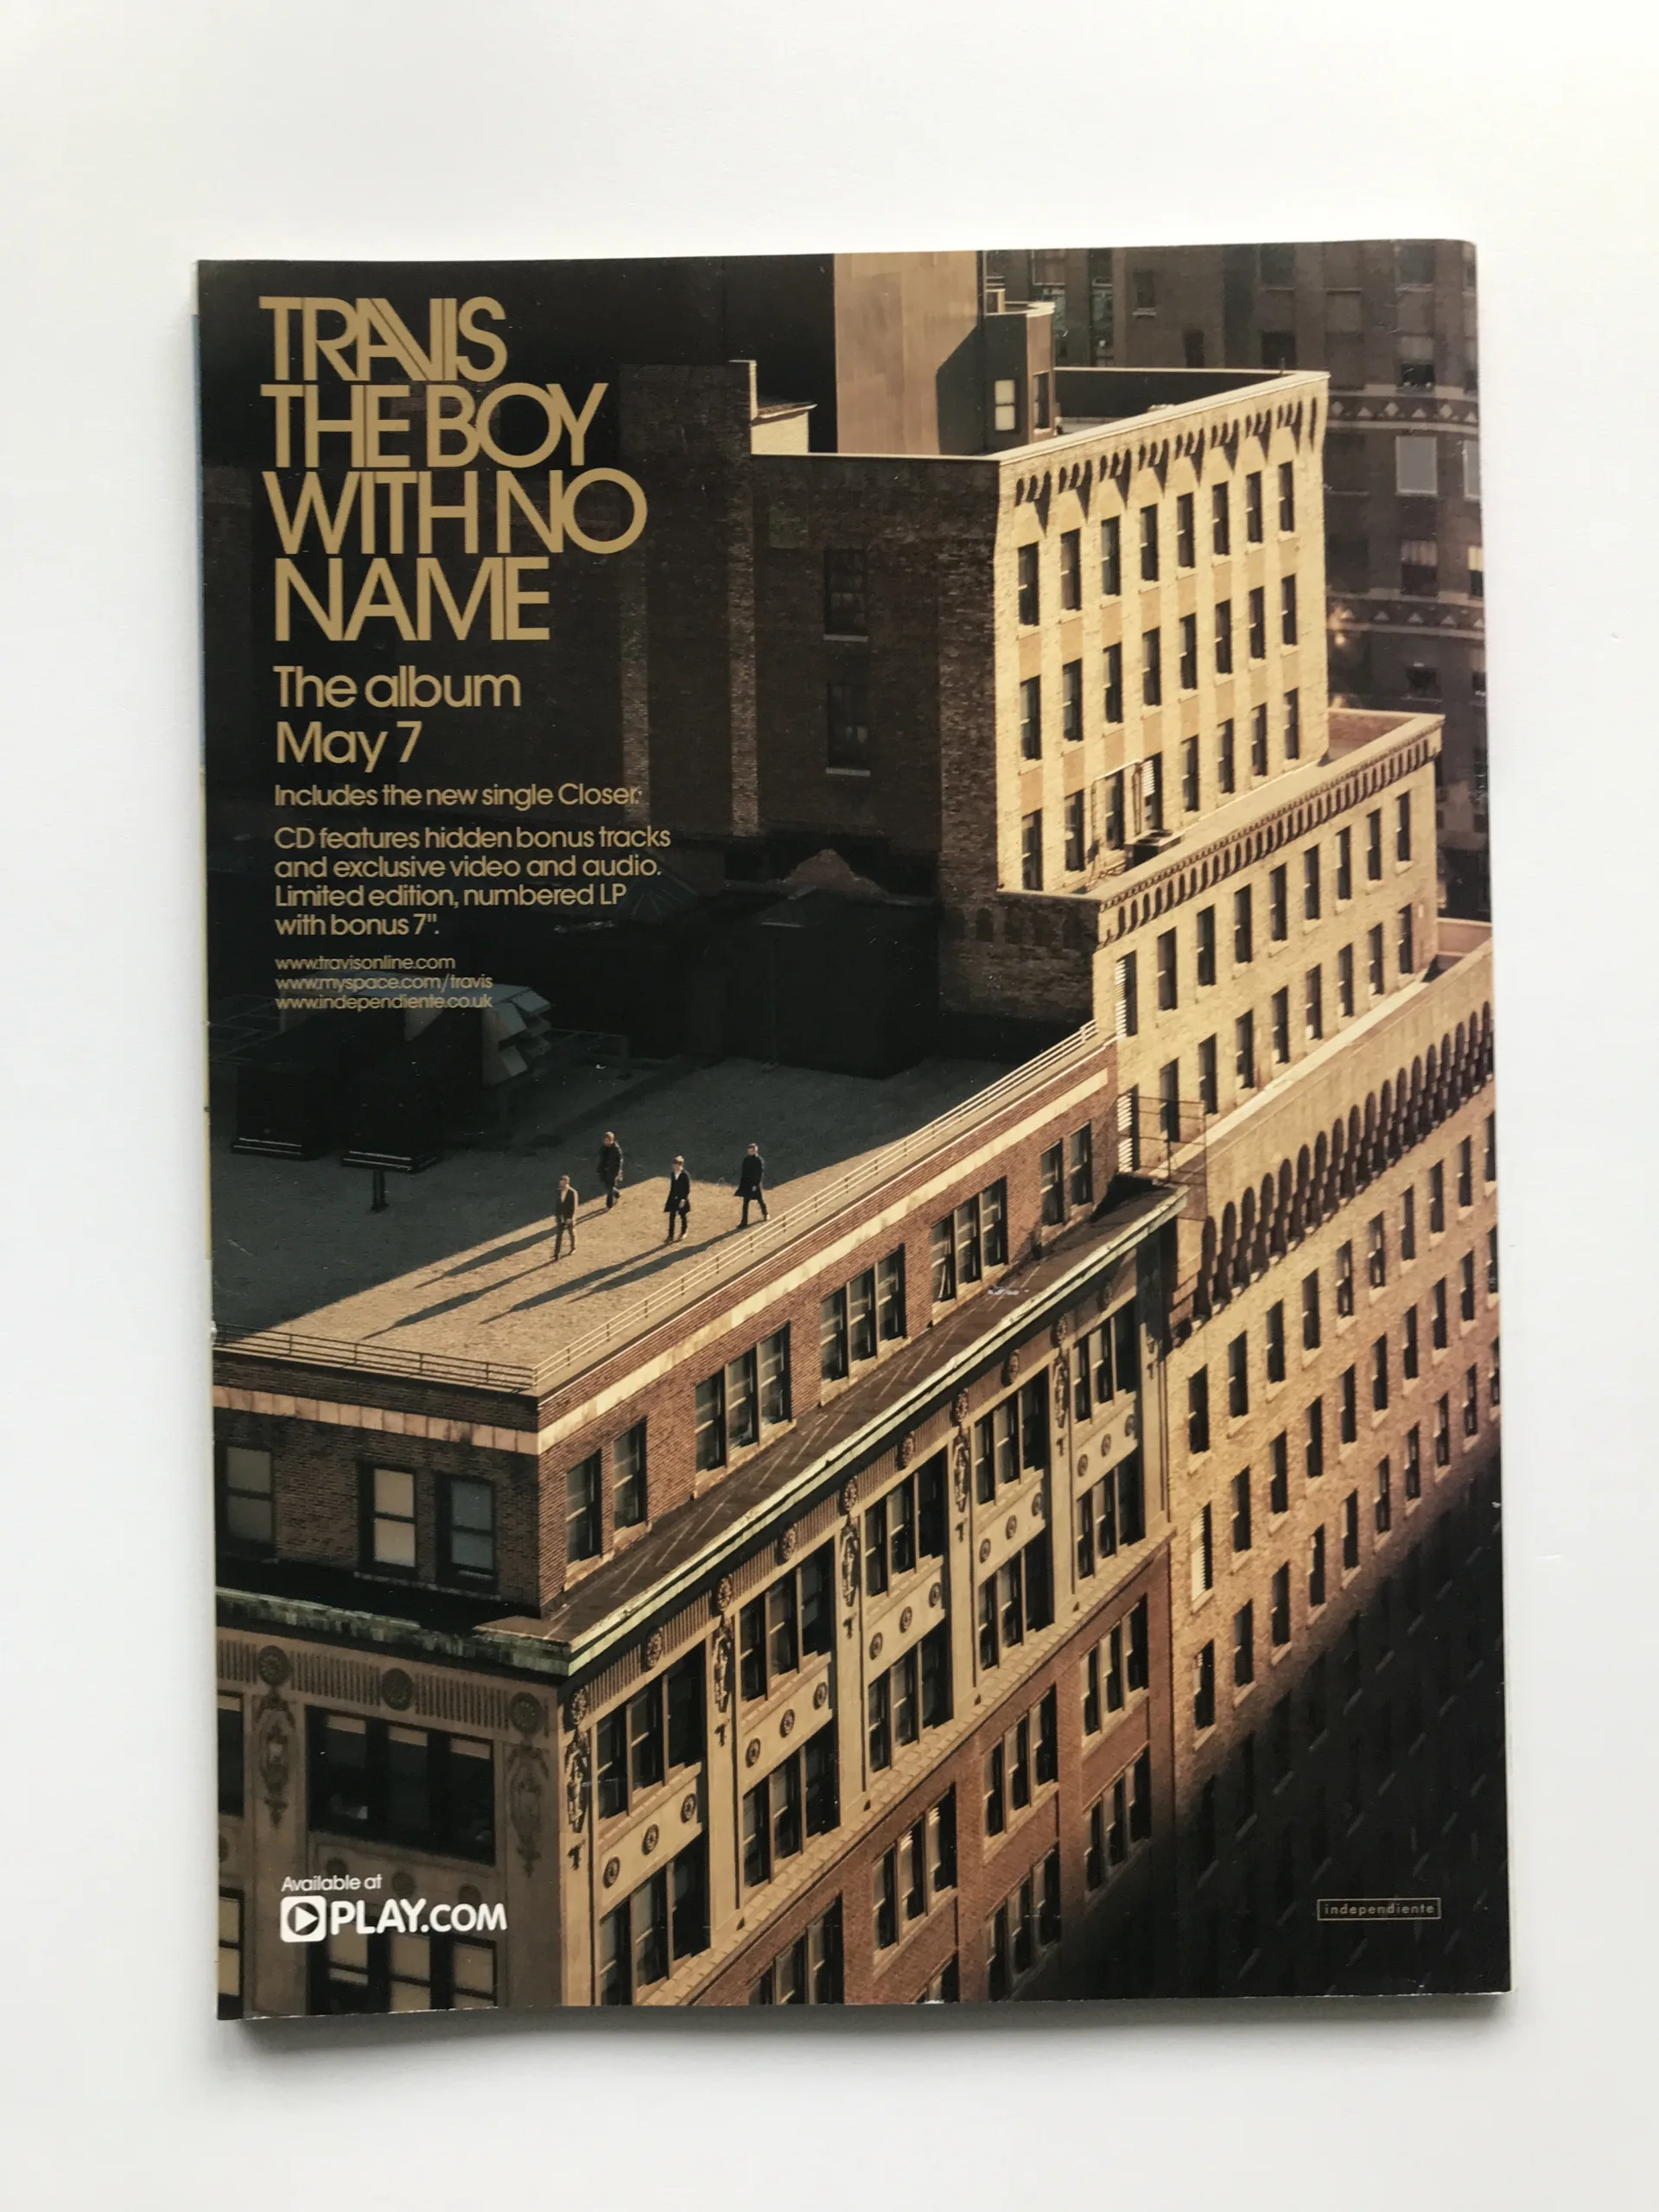 TRAVIS
THE BOY
WITH NO
NAME
The album
May 7
Includes the new single Closer.
CD features hidden bonus tracks
and exclusive video and audio.
Limited edition, numbered LP
with bonus 7".
www.travisonline.com
www.myspace.com/travis
www.independiente.co.uk
Available at
PLAY.COM
independiente